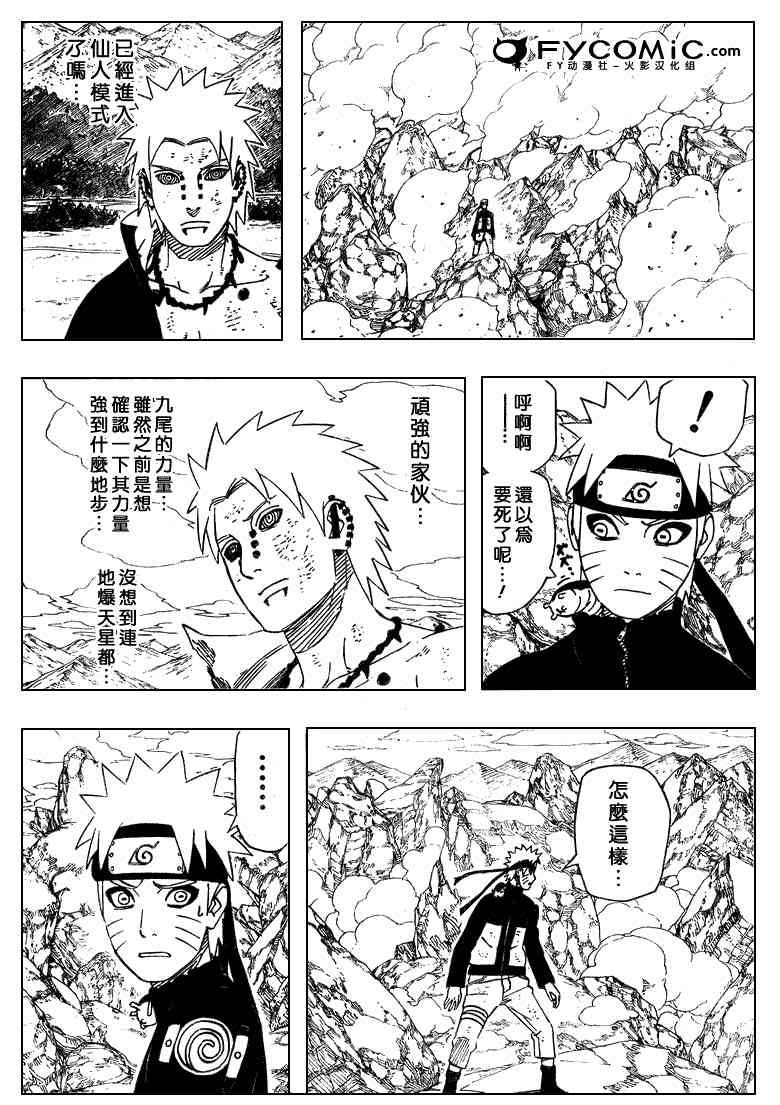 FYCOMIC.com
FY动漫社-火影汉化组
已經進入
仙人模式
了嗎…
！
呼啊啊
——…
還以為
要死了呢…！
頑強的家伙…
九尾的力量…
雖然之前是想
確認一下其力量
強到什麼地步…
沒想到連
地爆天星都…
怎麼這樣…
……